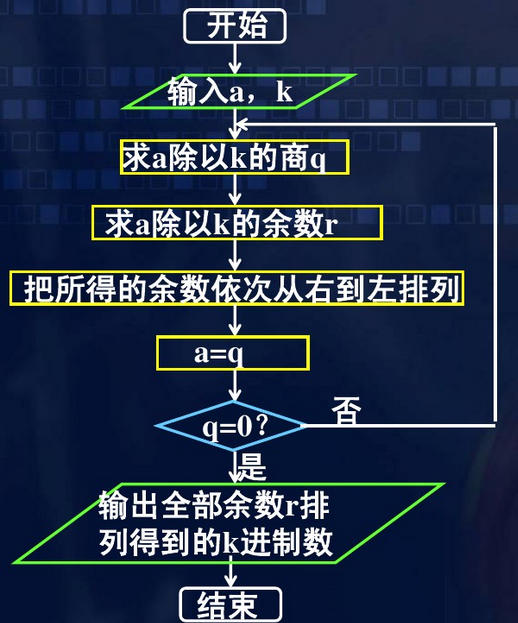 开始
输入a，k
求a除以k的商q
求a除以k的余数r
把所得的余数依次从右到左排列
a=q
q=0?
否
是
输出全部余数r排
列得到的k进制数
结束